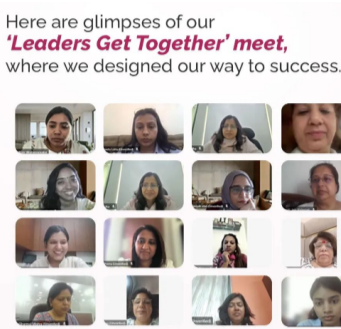 Here are glimpses of our
‘Leaders Get Together’ meet,
where we designed our way to success.